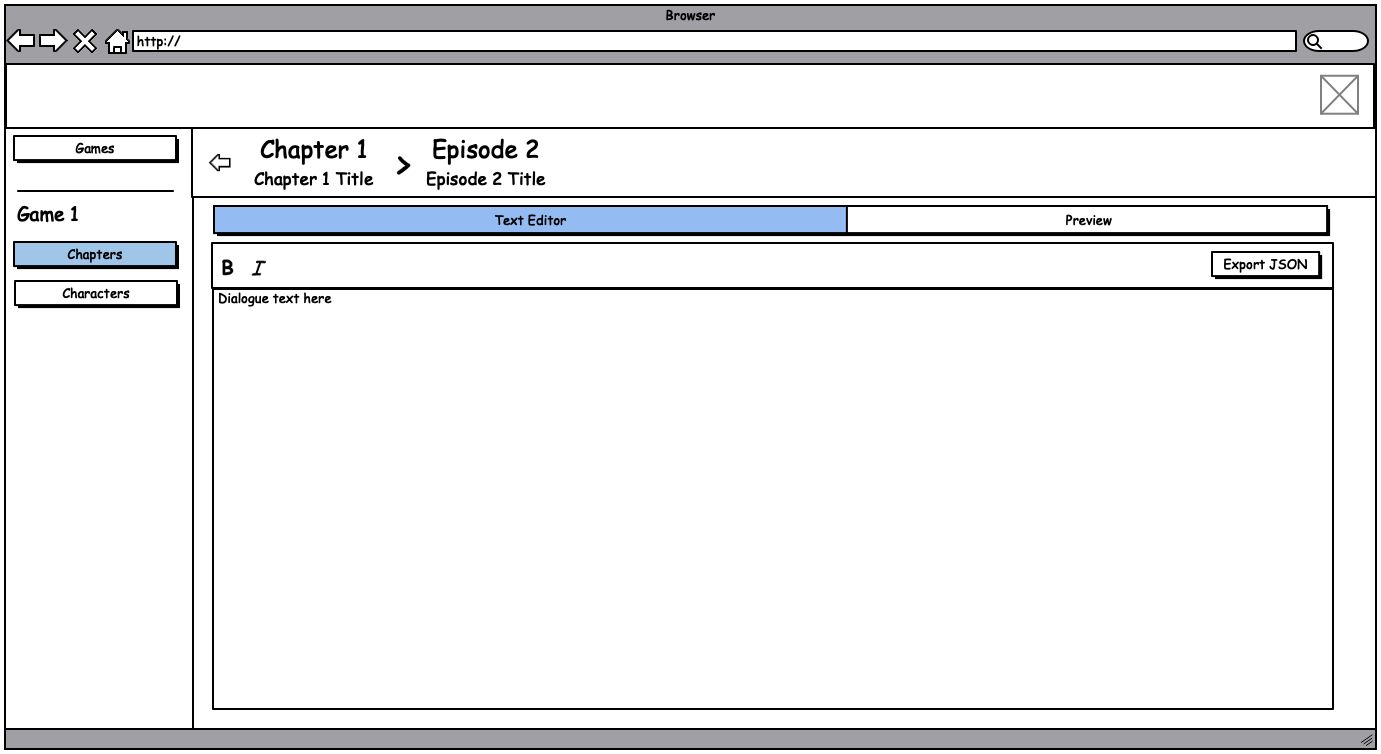 Browser
http://
Games
Game 1
Chapters
Characters
Chapter 1 > Episode 2
Chapter 1 Title Episode 2 Title
Text Editor Preview
B I Export JSON
Dialogue text here